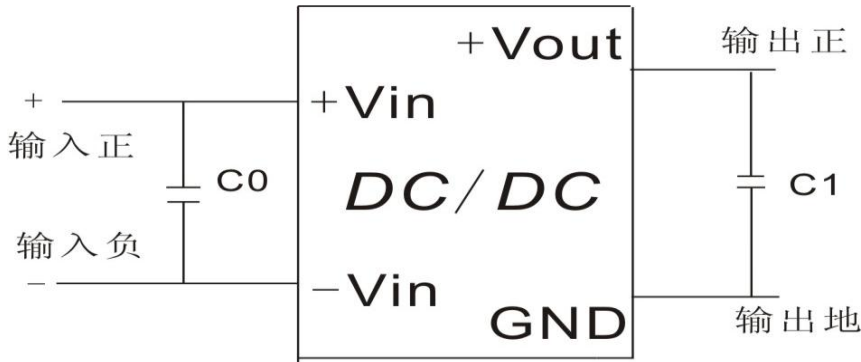 +Vout
输出正
+
+Vin
输入正
C0
DC/DC
C1
输入负
−
−Vin
GND
输出地